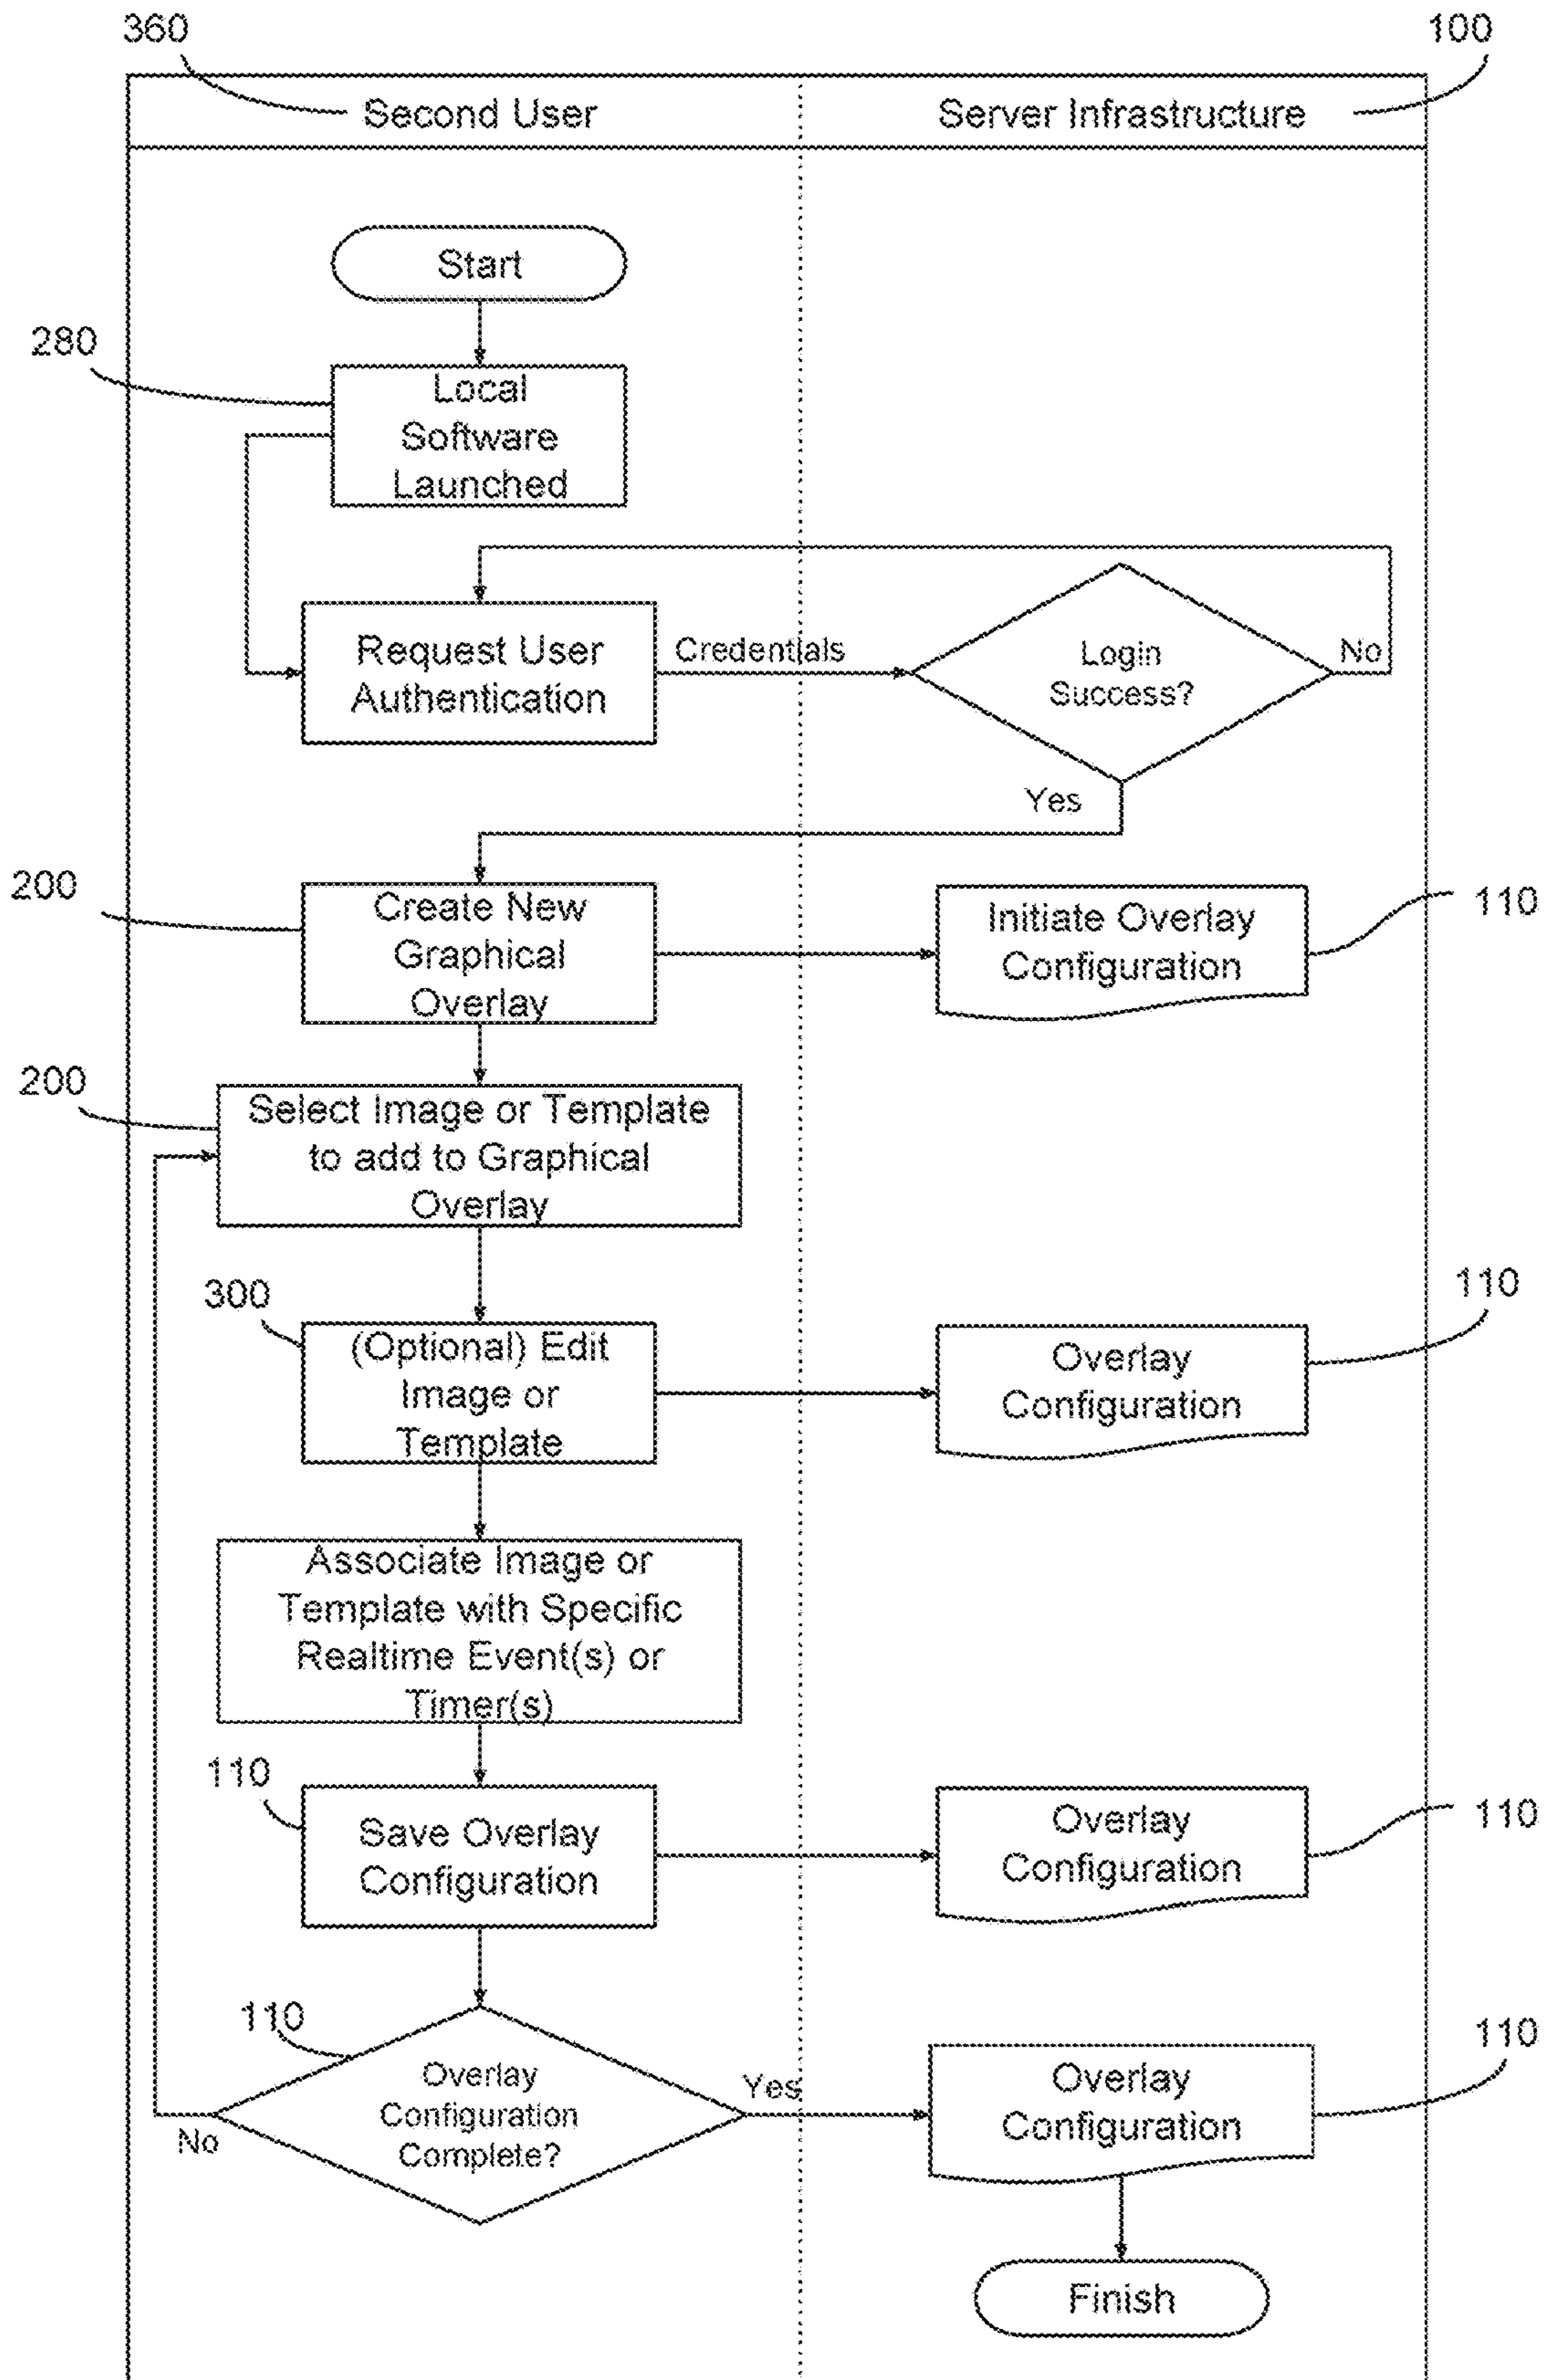 360
100
Second User
Server Infrastructure
Start
280
Local
Software
Launched
Request User
Authentication
Credentials
Login
Success?
No
Yes
200
Create New
Graphical
Overlay
Initiate Overlay
Configuration
110
200
Select Image or Template
to add to Graphical
Overlay
300
(Optional) Edit
Image or
Template
Overlay
Configuration
110
Associate Image or
Template with Specific
Realtime Event(s) or
Timer(s)
110
Save Overlay
Configuration
Overlay
Configuration
110
110
Overlay
Configuration
Complete?
No
Yes
Overlay
Configuration
110
Finish